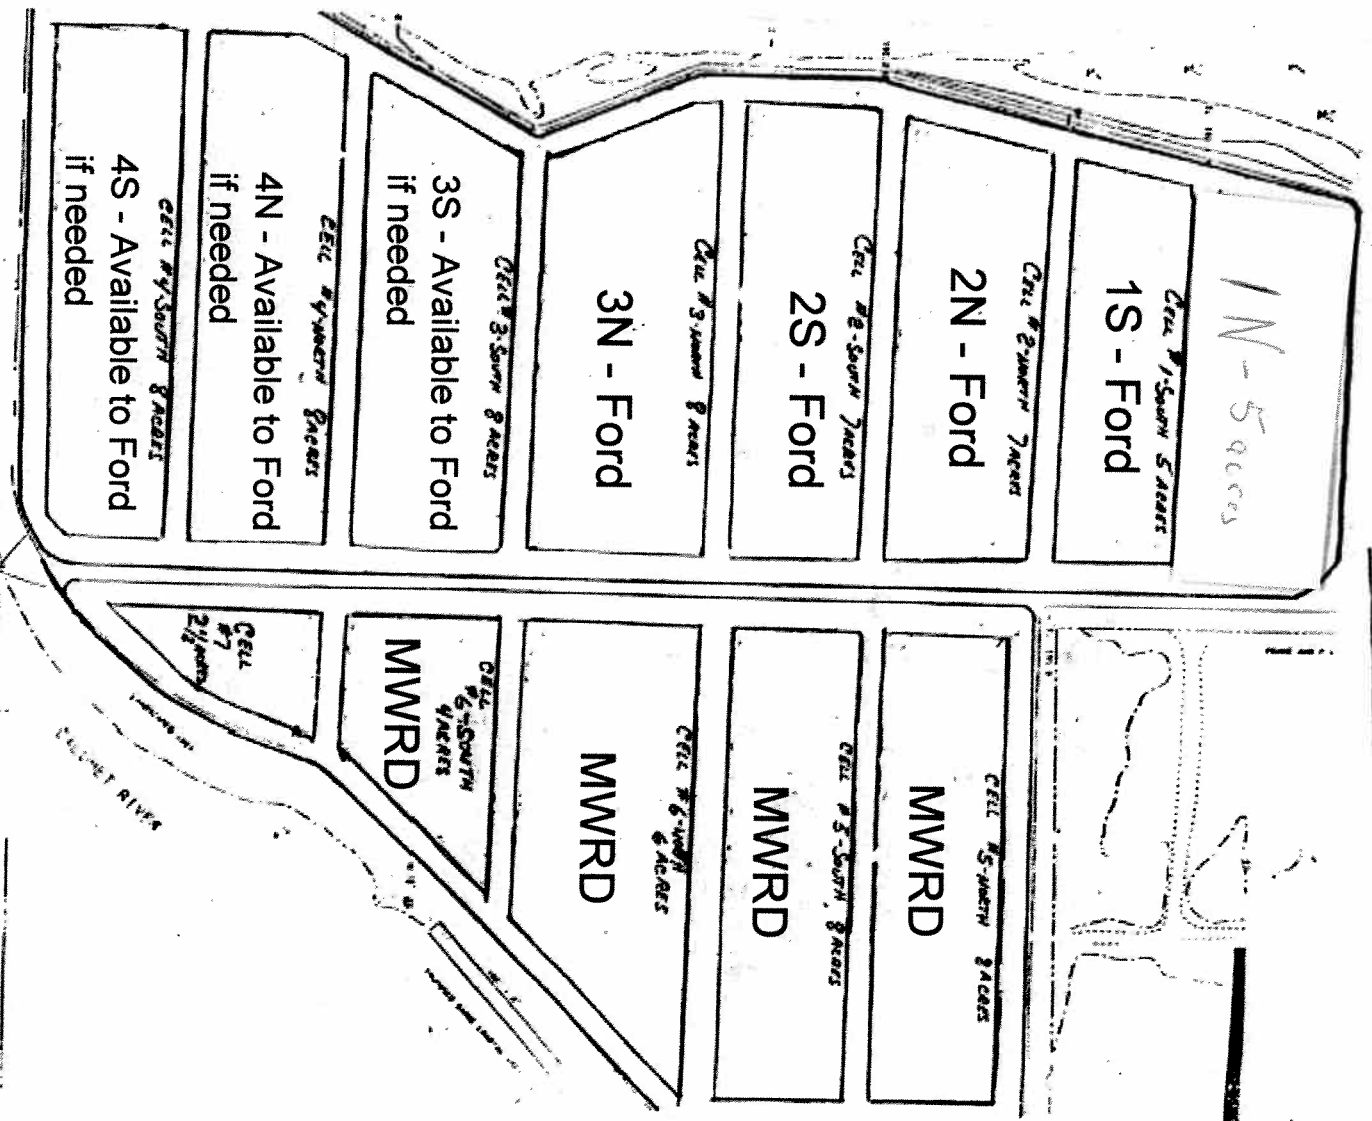 1N - 5 acres
CELL #1-SOUTH 5 ACRES
1S - Ford
CELL #2-NORTH 7 ACRES
2N - Ford
CELL #2-SOUTH 7 ACRES
2S - Ford
CELL #3-NORTH 8 ACRES
3N - Ford
CELL #3-SOUTH 8 ACRES
3S - Available to Ford
if needed
CELL #4-NORTH 8 ACRES
4N - Available to Ford
if needed
CELL #4-SOUTH 8 ACRES
4S - Available to Ford
if needed
CELL #5-NORTH 8 ACRES
MWRD
CELL #5-SOUTH 8 ACRES
MWRD
CELL #6-NORTH
6 ACRES
MWRD
CELL
#6-SOUTH
4 ACRES
MWRD
CELL
#7
CALUMET RIVER